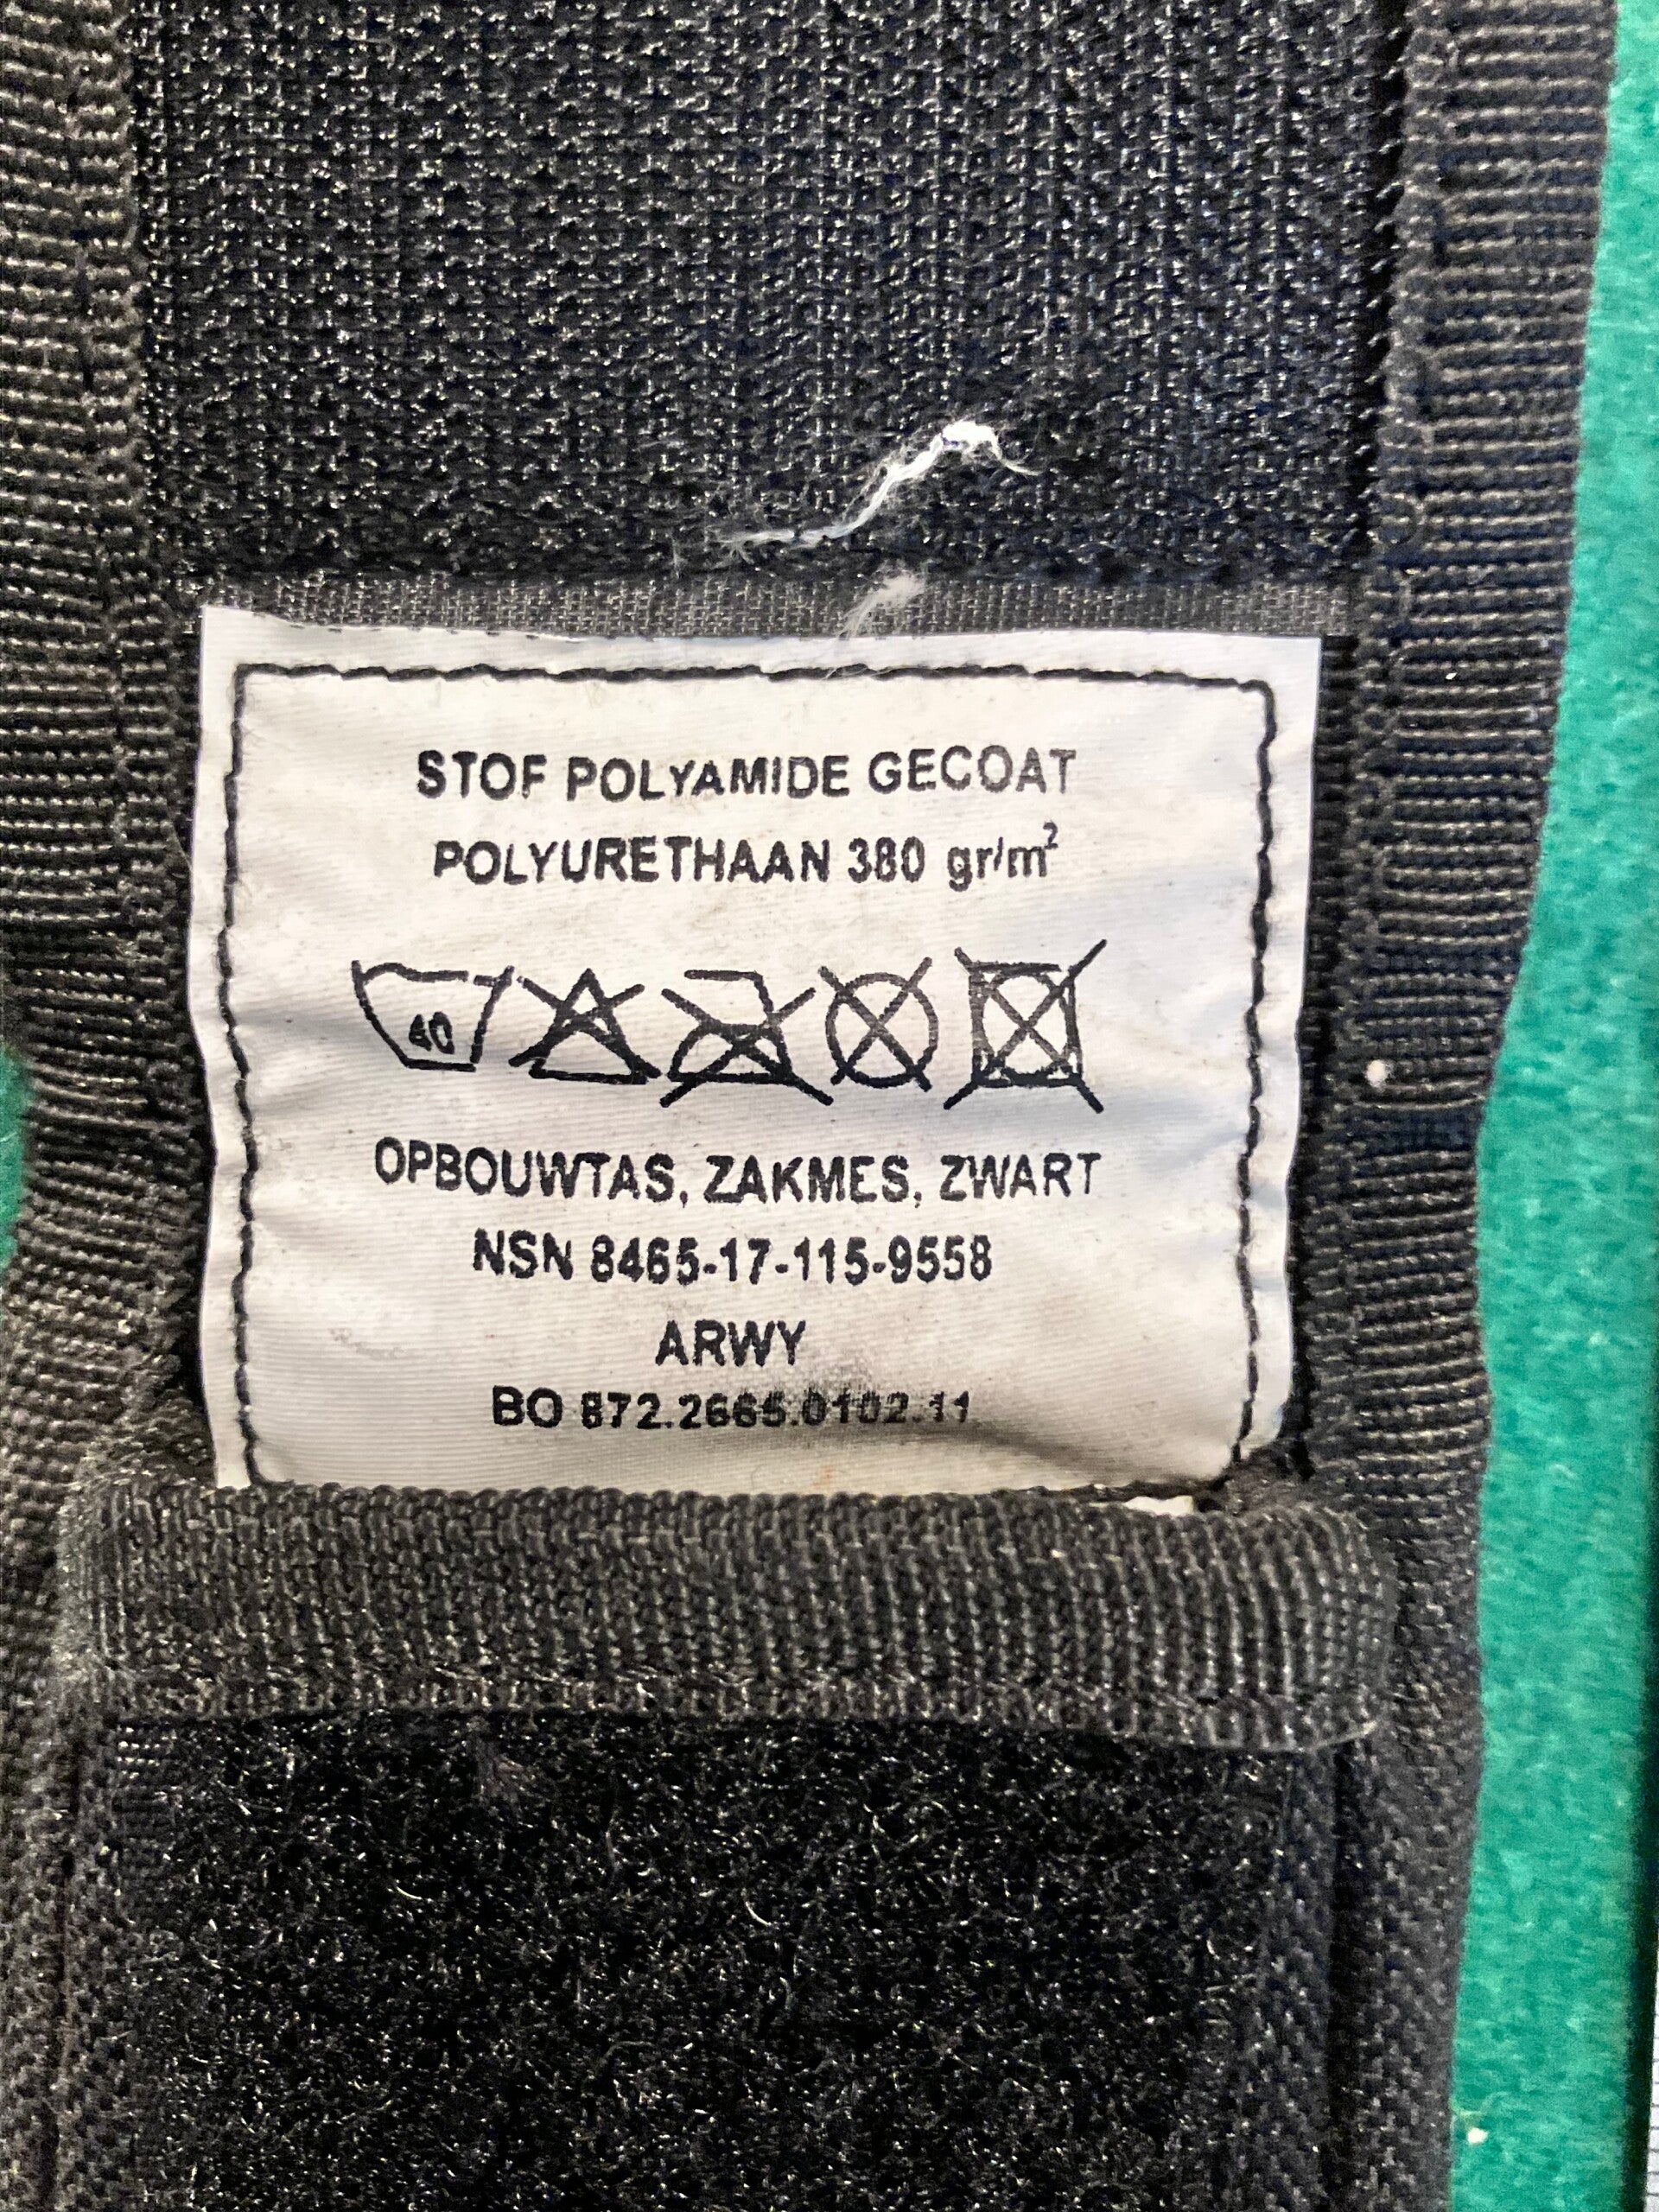 STOF POLYAMIDE GECOAT
POLYURETHAAN 380 gr/m²
40
OPBOUWTAS, ZAKMES, ZWART
NSN 8465-17-115-9558
ARWY
BO 872.2665.0102.11